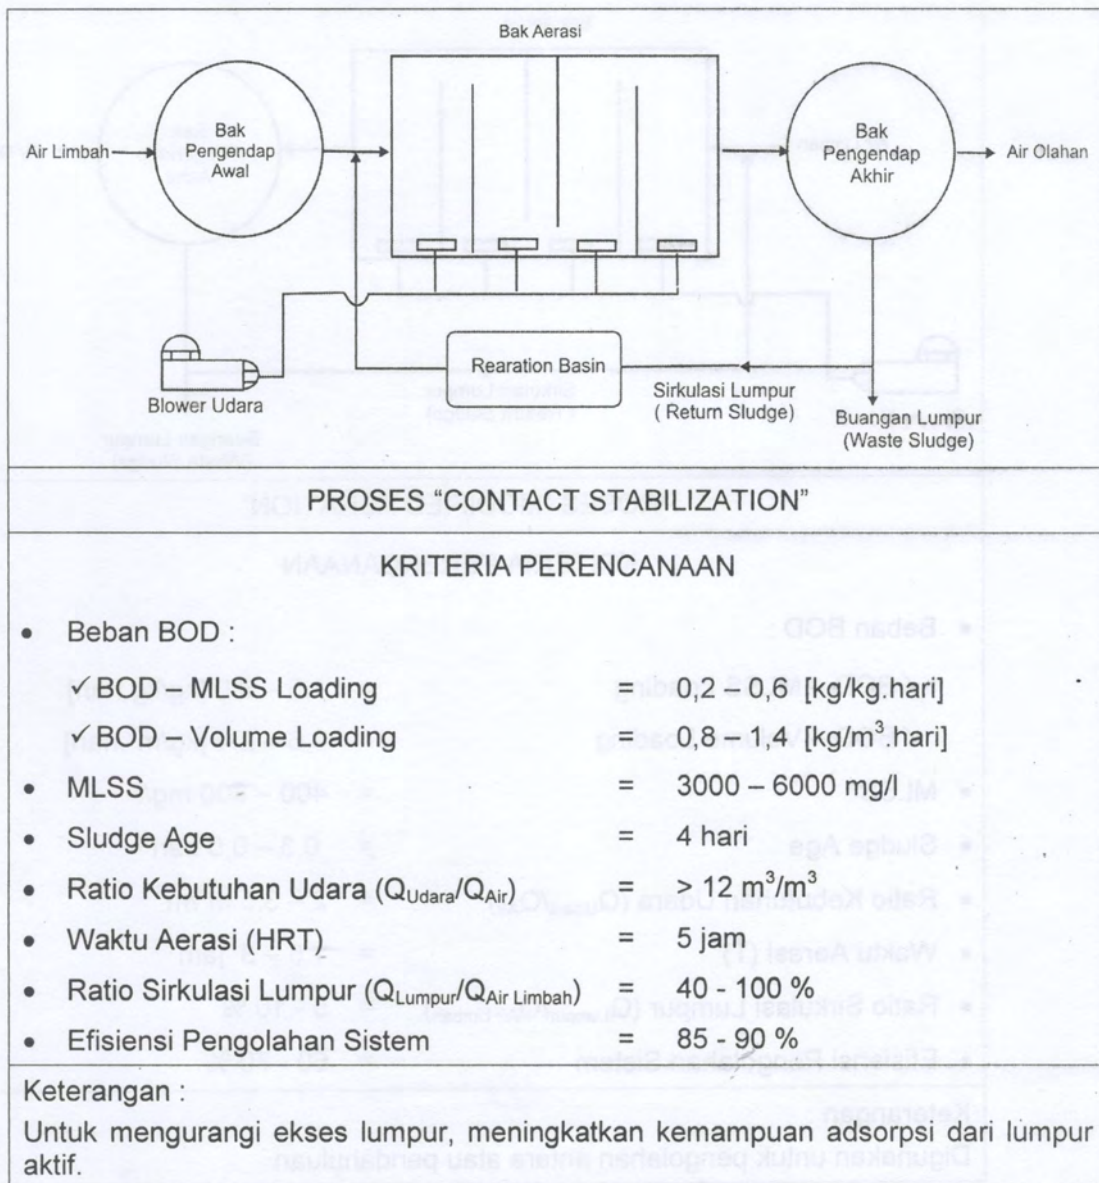 Bak Aerasi
Air Limbah
Bak
Pengendap
Awal
Bak
Pengendap
Akhir
Air Olahan
Blower Udara
Rearation Basin
Sirkulasi Lumpur
( Return Sludge)
Buangan Lumpur
(Waste Sludge)
PROSES “CONTACT STABILIZATION”
KRITERIA PERENCANAAN
• Beban BOD :
✓ BOD – MLSS Loading = 0,2 – 0,6 [kg/kg.hari]
✓ BOD – Volume Loading = 0,8 – 1,4 [kg/m³.hari]
• MLSS = 3000 – 6000 mg/l
• Sludge Age = 4 hari
• Ratio Kebutuhan Udara (QUdara/QAir) = > 12 m³/m³
• Waktu Aerasi (HRT) = 5 jam
• Ratio Sirkulasi Lumpur (QLumpur/QAir Limbah) = 40 - 100 %
• Efisiensi Pengolahan Sistem = 85 - 90 %
Keterangan :
Untuk mengurangi ekses lumpur, meningkatkan kemampuan adsorpsi dari lumpur
aktif.